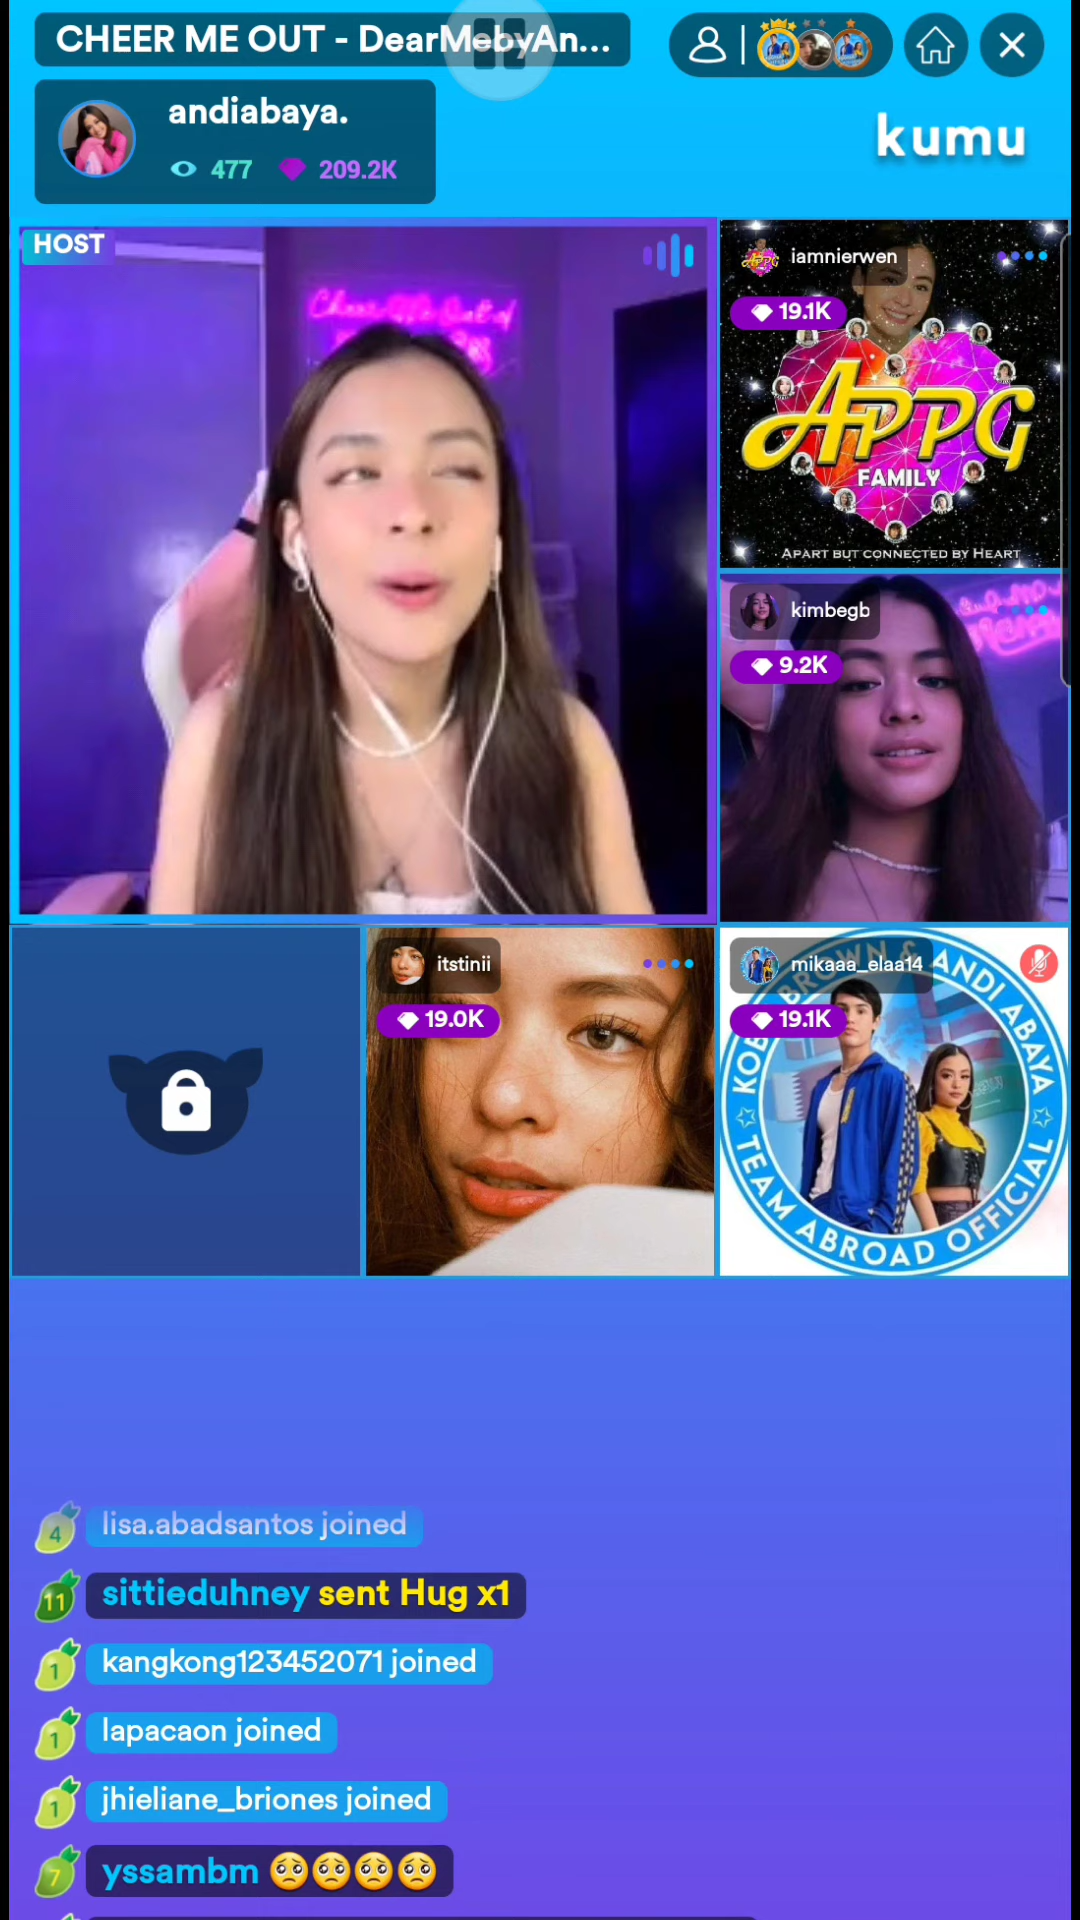 CHEER ME OUT - DearMebyAn...
andiabaya.
477
209.2K
kumu
HOST
iamnierwen
19.1K
APPG
FAMILY
APART BUT CONNECTED BY HEART
kimbegb
9.2K
itstinii
19.0K
mikaaa_elaa14
19.1K
BROWN & ANDI ABAYA
TEAM ABROAD OFFICIAL
4 lisa.abadsantos joined
11 sittieduhney sent Hug x1
1 kangkong123452071 joined
1 lapacaon joined
1 jhieliane_briones joined
7 yssambm 🥺🥺🥺🥺